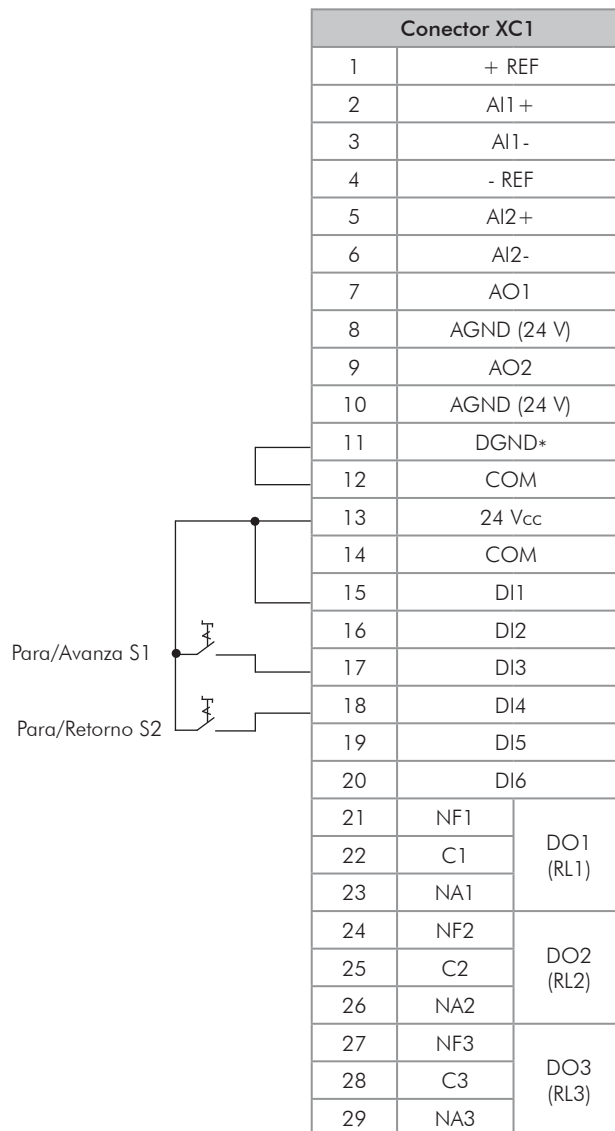 Conector XC1
1 + REF
2 AI1+
3 AI1-
4 - REF
5 AI2+
6 AI2-
7 AO1
8 AGND (24 V)
9 AO2
10 AGND (24 V)
11 DGND*
12 COM
13 24 Vcc
14 COM
15 DI1
16 DI2
Para/Avanza S1
17 DI3
18 DI4
Para/Retorno S2
19 DI5
20 DI6
21 NF1
22 C1
23 NA1
DO1
(RL1)
24 NF2
25 C2
26 NA2
DO2
(RL2)
27 NF3
28 C3
29 NA3
DO3
(RL3)